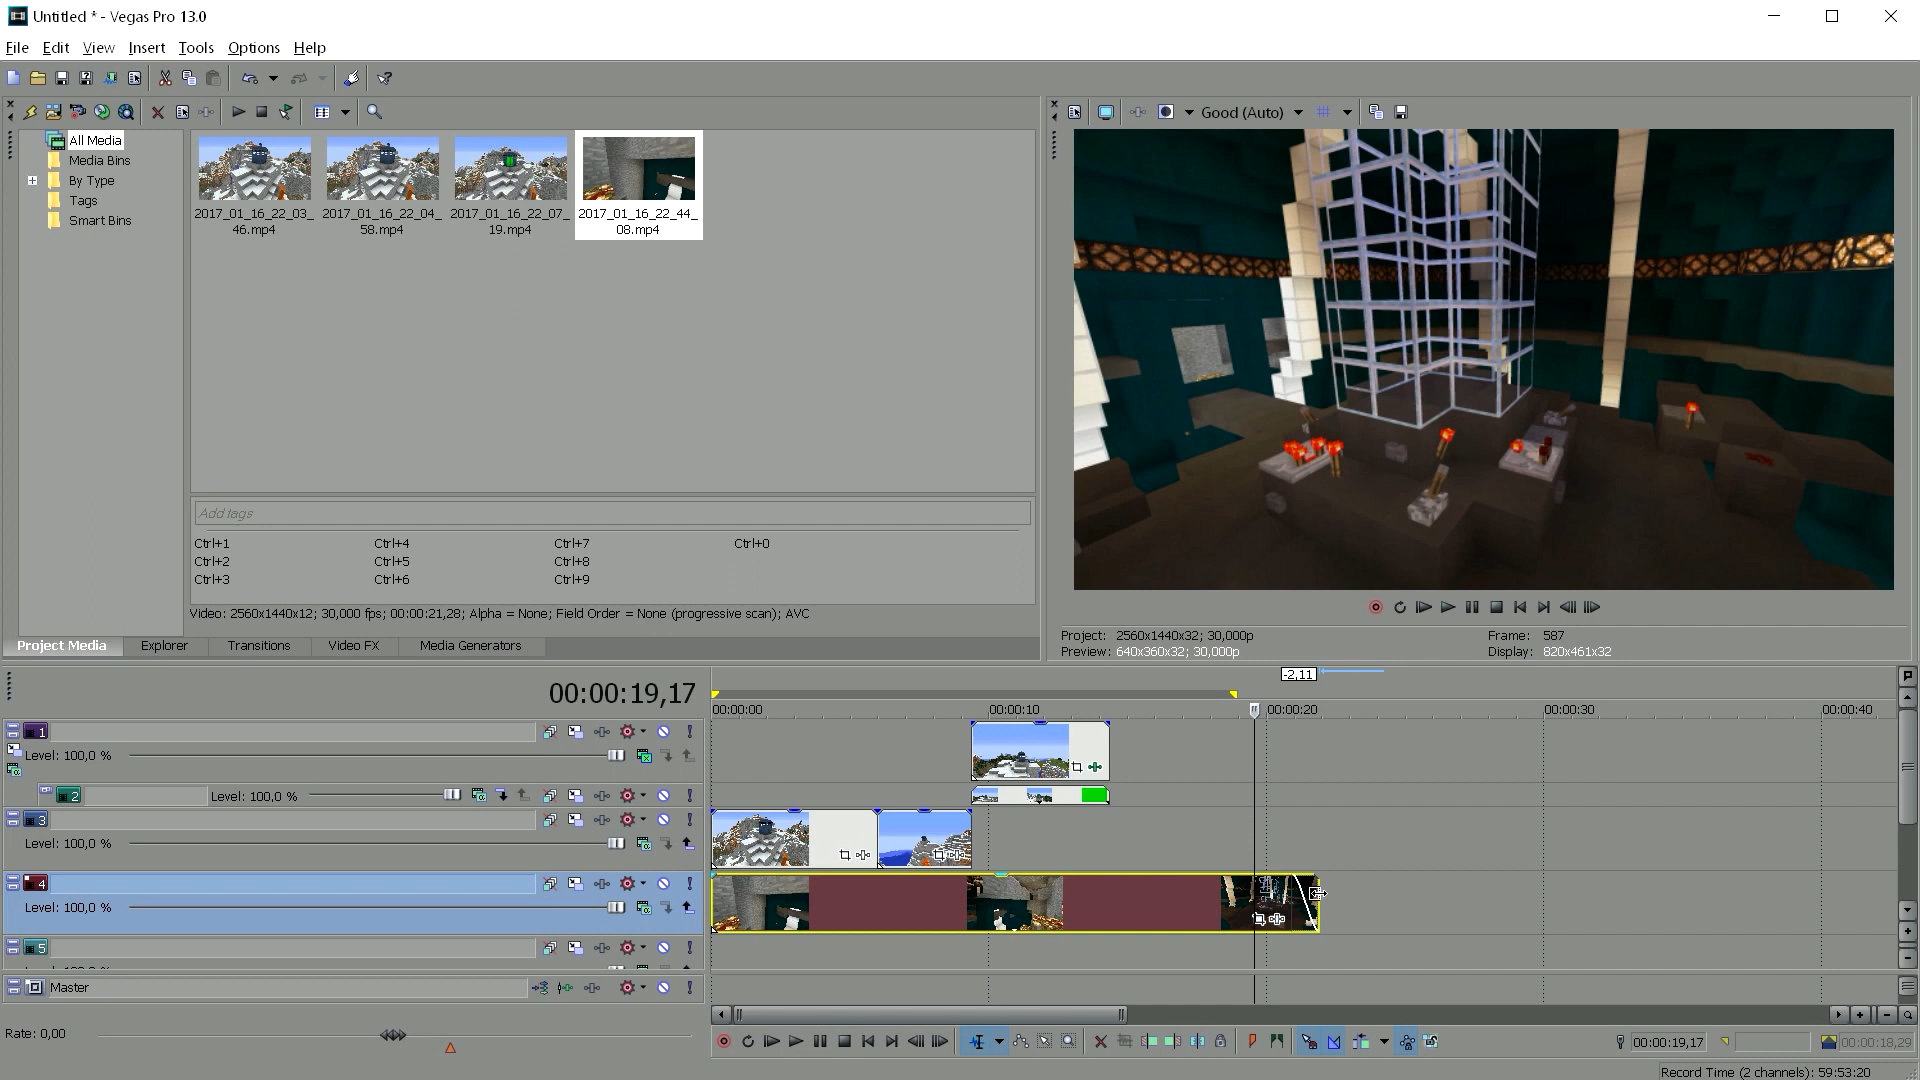 Untitled * - Vegas Pro 13.0
File Edit View Insert Tools Options Help
Good (Auto)
All Media
Media Bins
By Type
Tags
Smart Bins
2017_01_16_22_03_
46.mp4
2017_01_16_22_04_
58.mp4
2017_01_16_22_07_
19.mp4
2017_01_16_22_44_
08.mp4
Add tags
Ctrl+1 Ctrl+4 Ctrl+7 Ctrl+0
Ctrl+2 Ctrl+5 Ctrl+8
Ctrl+3 Ctrl+6 Ctrl+9
Video: 2560x1440x12; 30,000 fps; 00:00:21,28; Alpha = None; Field Order = None (progressive scan); AVC
Project Media Explorer Transitions Video FX Media Generators
Project: 2560x1440x32; 30,000p Frame: 587
Preview: 640x360x32; 30,000p Display: 820x461x32
-2,11
00:00:19,17
00:00:00 00:00:10 00:00:20 00:00:30 00:00:40
1
Level: 100,0 %
2 Level: 100,0 %
3
Level: 100,0 %
4
Level: 100,0 %
5
Master
Rate: 0,00
00:00:19,17 00:00:18,29
Record Time (2 channels): 59:53:20